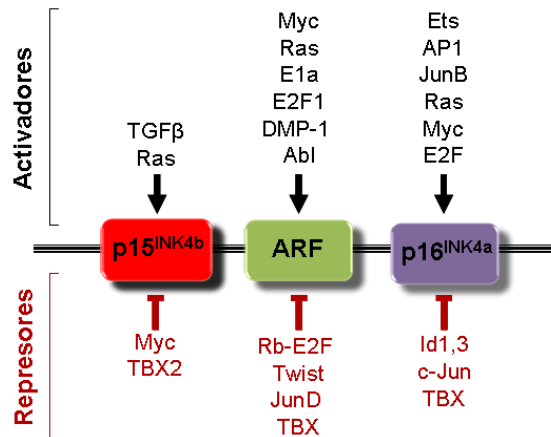 Activadores
TGFβ
Ras
Myc
Ras
E1a
E2F1
DMP-1
Abl
Ets
AP1
JunB
Ras
Myc
E2F
p15INK4b
ARF
p16INK4a
Represores
Myc
TBX2
Rb-E2F
Twist
JunD
TBX
Id1,3
c-Jun
TBX